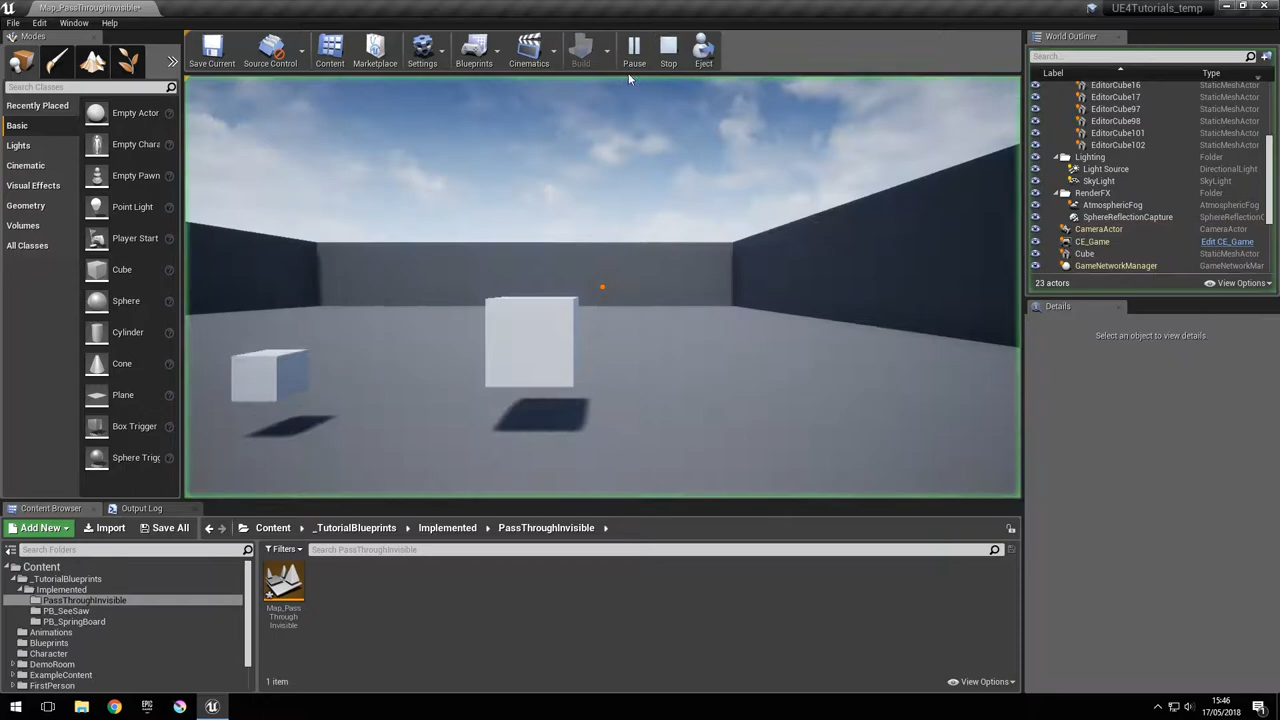 Map_PassThroughInvisible*
UE4Tutorials_temp
File
Edit
Window
Help
Modes
Search Classes
Recently Placed
Basic
Lights
Cinematic
Visual Effects
Geometry
Volumes
All Classes
Empty Actor
Empty Chara
Empty Pawn
Point Light
Player Start
Cube
Sphere
Cylinder
Cone
Plane
Box Trigger
Sphere Trigg
Save Current
Source Control
Content
Marketplace
Settings
Blueprints
Cinematics
Build
Pause
Stop
Eject
World Outliner
Search...
Label
Type
EditorCube16 StaticMeshActor
EditorCube17 StaticMeshActor
EditorCube97 StaticMeshActor
EditorCube98 StaticMeshActor
EditorCube101 StaticMeshActor
EditorCube102 StaticMeshActor
Lighting Folder
Light Source DirectionalLight
SkyLight SkyLight
RenderFX Folder
AtmosphericFog AtmosphericFog
SphereReflectionCapture SphereReflectionC
CameraActor CameraActor
CE_Game Edit CE_Game
Cube StaticMeshActor
GameNetworkManager GameNetworkMar
23 actors
View Options
Details
Select an object to view details.
Content Browser
Output Log
Add New
Import
Save All
Content
_TutorialBlueprints
Implemented
PassThroughInvisible
Search Folders
Filters
Search PassThroughInvisible
Content
_TutorialBlueprints
Implemented
PassThroughInvisible
PB_SeeSaw
PB_SpringBoard
Animations
Blueprints
Character
DemoRoom
ExampleContent
FirstPerson
Map_Pass
Through
Invisible
1 item
View Options
EPIC
15:46
17/05/2018